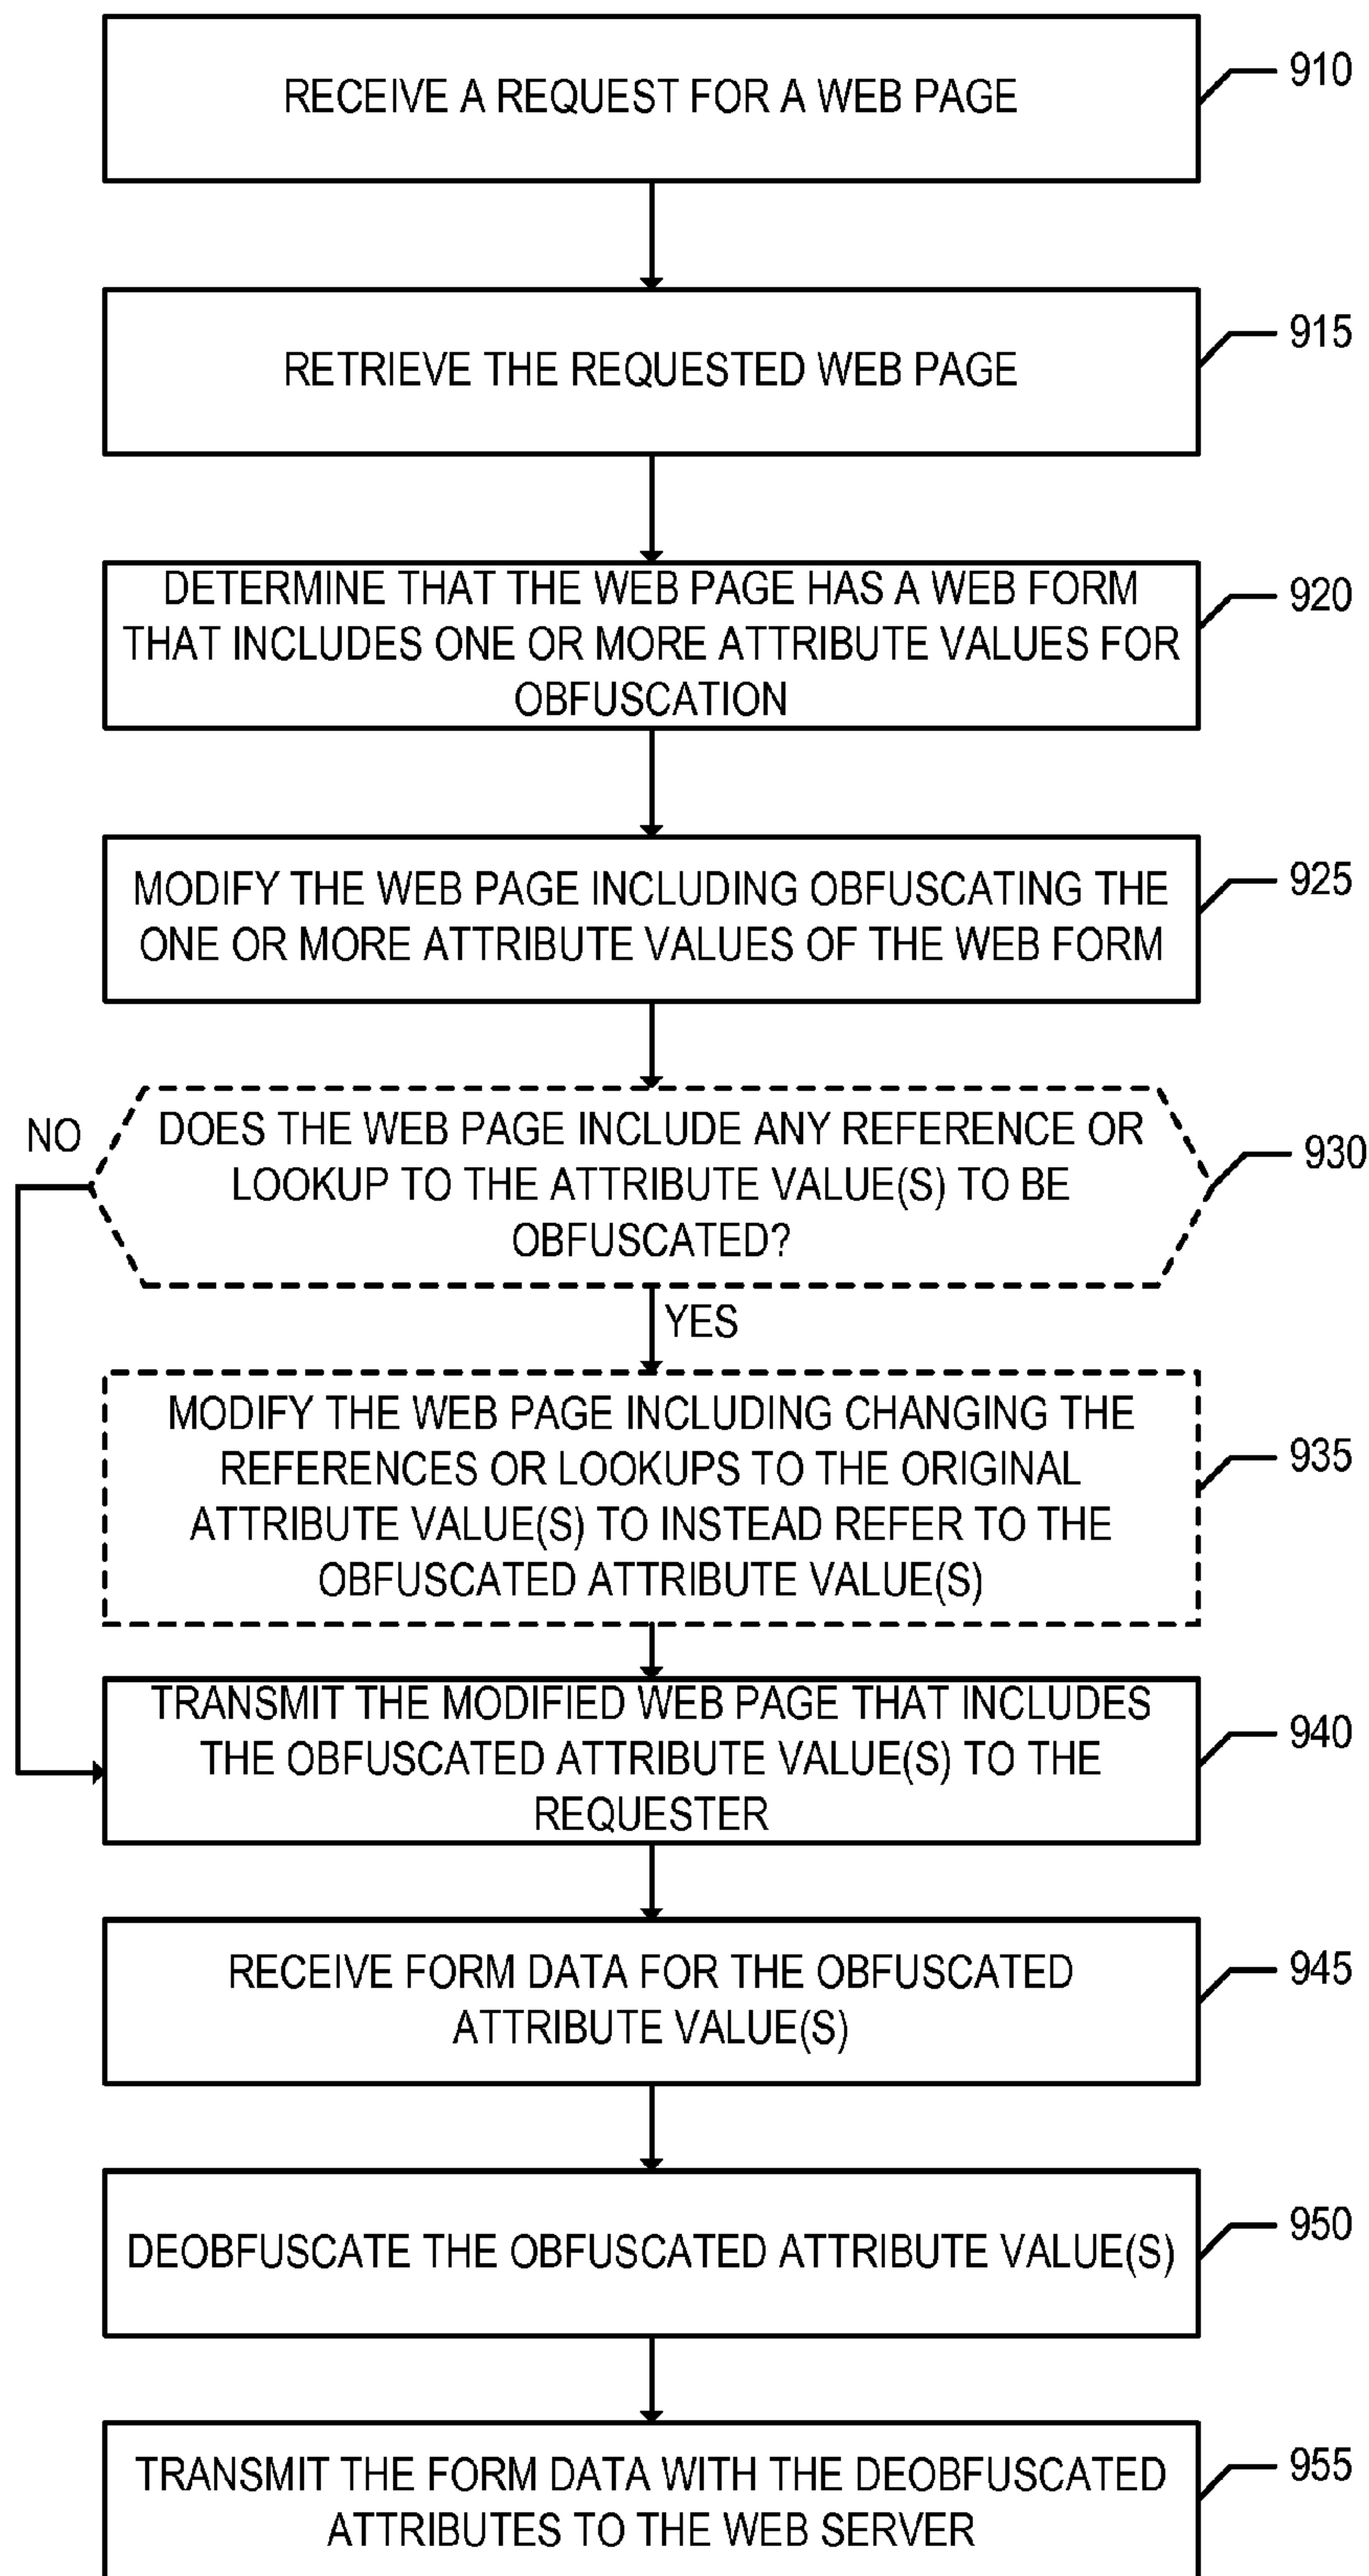 RECEIVE A REQUEST FOR A WEB PAGE
910
RETRIEVE THE REQUESTED WEB PAGE
915
DETERMINE THAT THE WEB PAGE HAS A WEB FORM
THAT INCLUDES ONE OR MORE ATTRIBUTE VALUES FOR
OBFUSCATION
920
MODIFY THE WEB PAGE INCLUDING OBFUSCATING THE
ONE OR MORE ATTRIBUTE VALUES OF THE WEB FORM
925
NO
DOES THE WEB PAGE INCLUDE ANY REFERENCE OR
LOOKUP TO THE ATTRIBUTE VALUE(S) TO BE
OBFUSCATED?
930
YES
MODIFY THE WEB PAGE INCLUDING CHANGING THE
REFERENCES OR LOOKUPS TO THE ORIGINAL
ATTRIBUTE VALUE(S) TO INSTEAD REFER TO THE
OBFUSCATED ATTRIBUTE VALUE(S)
935
TRANSMIT THE MODIFIED WEB PAGE THAT INCLUDES
THE OBFUSCATED ATTRIBUTE VALUE(S) TO THE
REQUESTER
940
RECEIVE FORM DATA FOR THE OBFUSCATED
ATTRIBUTE VALUE(S)
945
DEOBFUSCATE THE OBFUSCATED ATTRIBUTE VALUE(S)
950
TRANSMIT THE FORM DATA WITH THE DEOBFUSCATED
ATTRIBUTES TO THE WEB SERVER
955